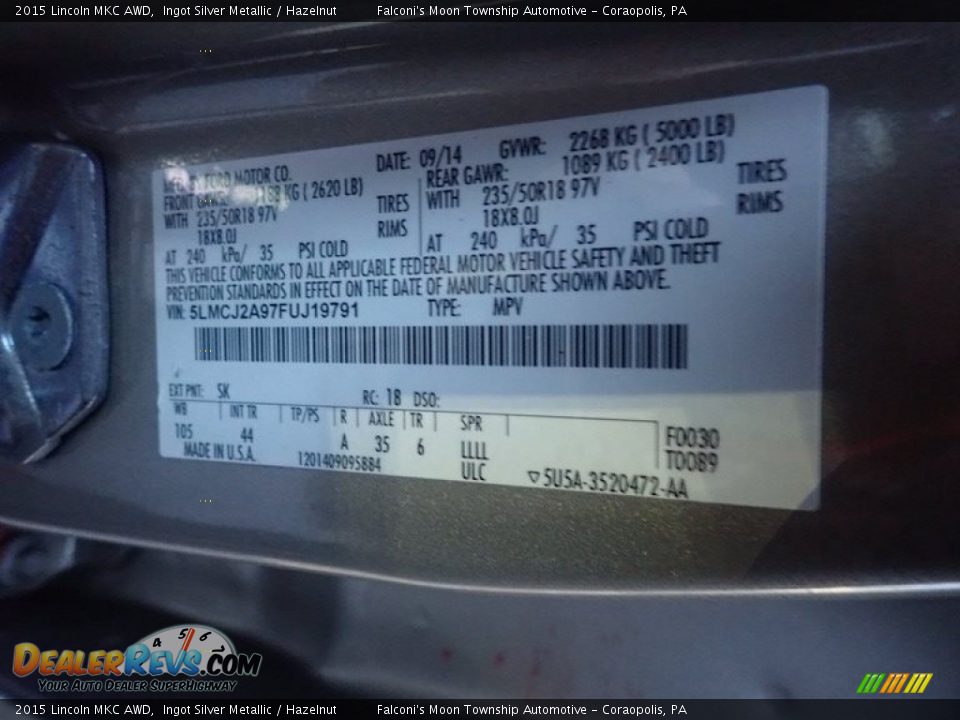 2015 Lincoln MKC AWD, Ingot Silver Metallic / Hazelnut Falconi's Moon Township Automotive - Coraopolis, PA
MFD. BY FORD MOTOR CO. DATE: 09/14 GVWR: 2268 KG ( 5000 LB)
FRONT GAWR: 1188 KG ( 2620 LB) REAR GAWR: 1089 KG ( 2400 LB)
WITH 235/50R18 97V TIRES WITH 235/50R18 97V TIRES
18X8.0J RIMS 18X8.0J RIMS
AT 240 kPa/ 35 PSI COLD AT 240 kPa/ 35 PSI COLD
THIS VEHICLE CONFORMS TO ALL APPLICABLE FEDERAL MOTOR VEHICLE SAFETY AND THEFT
PREVENTION STANDARDS IN EFFECT ON THE DATE OF MANUFACTURE SHOWN ABOVE.
VIN: 5LMCJ2A97FUJ19791 TYPE: MPV
EXT PNT: SK RC: 18 DSO:
WB INT TR TP/PS R AXLE TR SPR
105 44 A 35 6 LLLL F0030
MADE IN U.S.A. 1201409095884 ULC T0089
5U5A-3520472-AA
4 5 6
DealerRevs.com
Your Auto Dealer SuperHighway
2015 Lincoln MKC AWD, Ingot Silver Metallic / Hazelnut Falconi's Moon Township Automotive - Coraopolis, PA